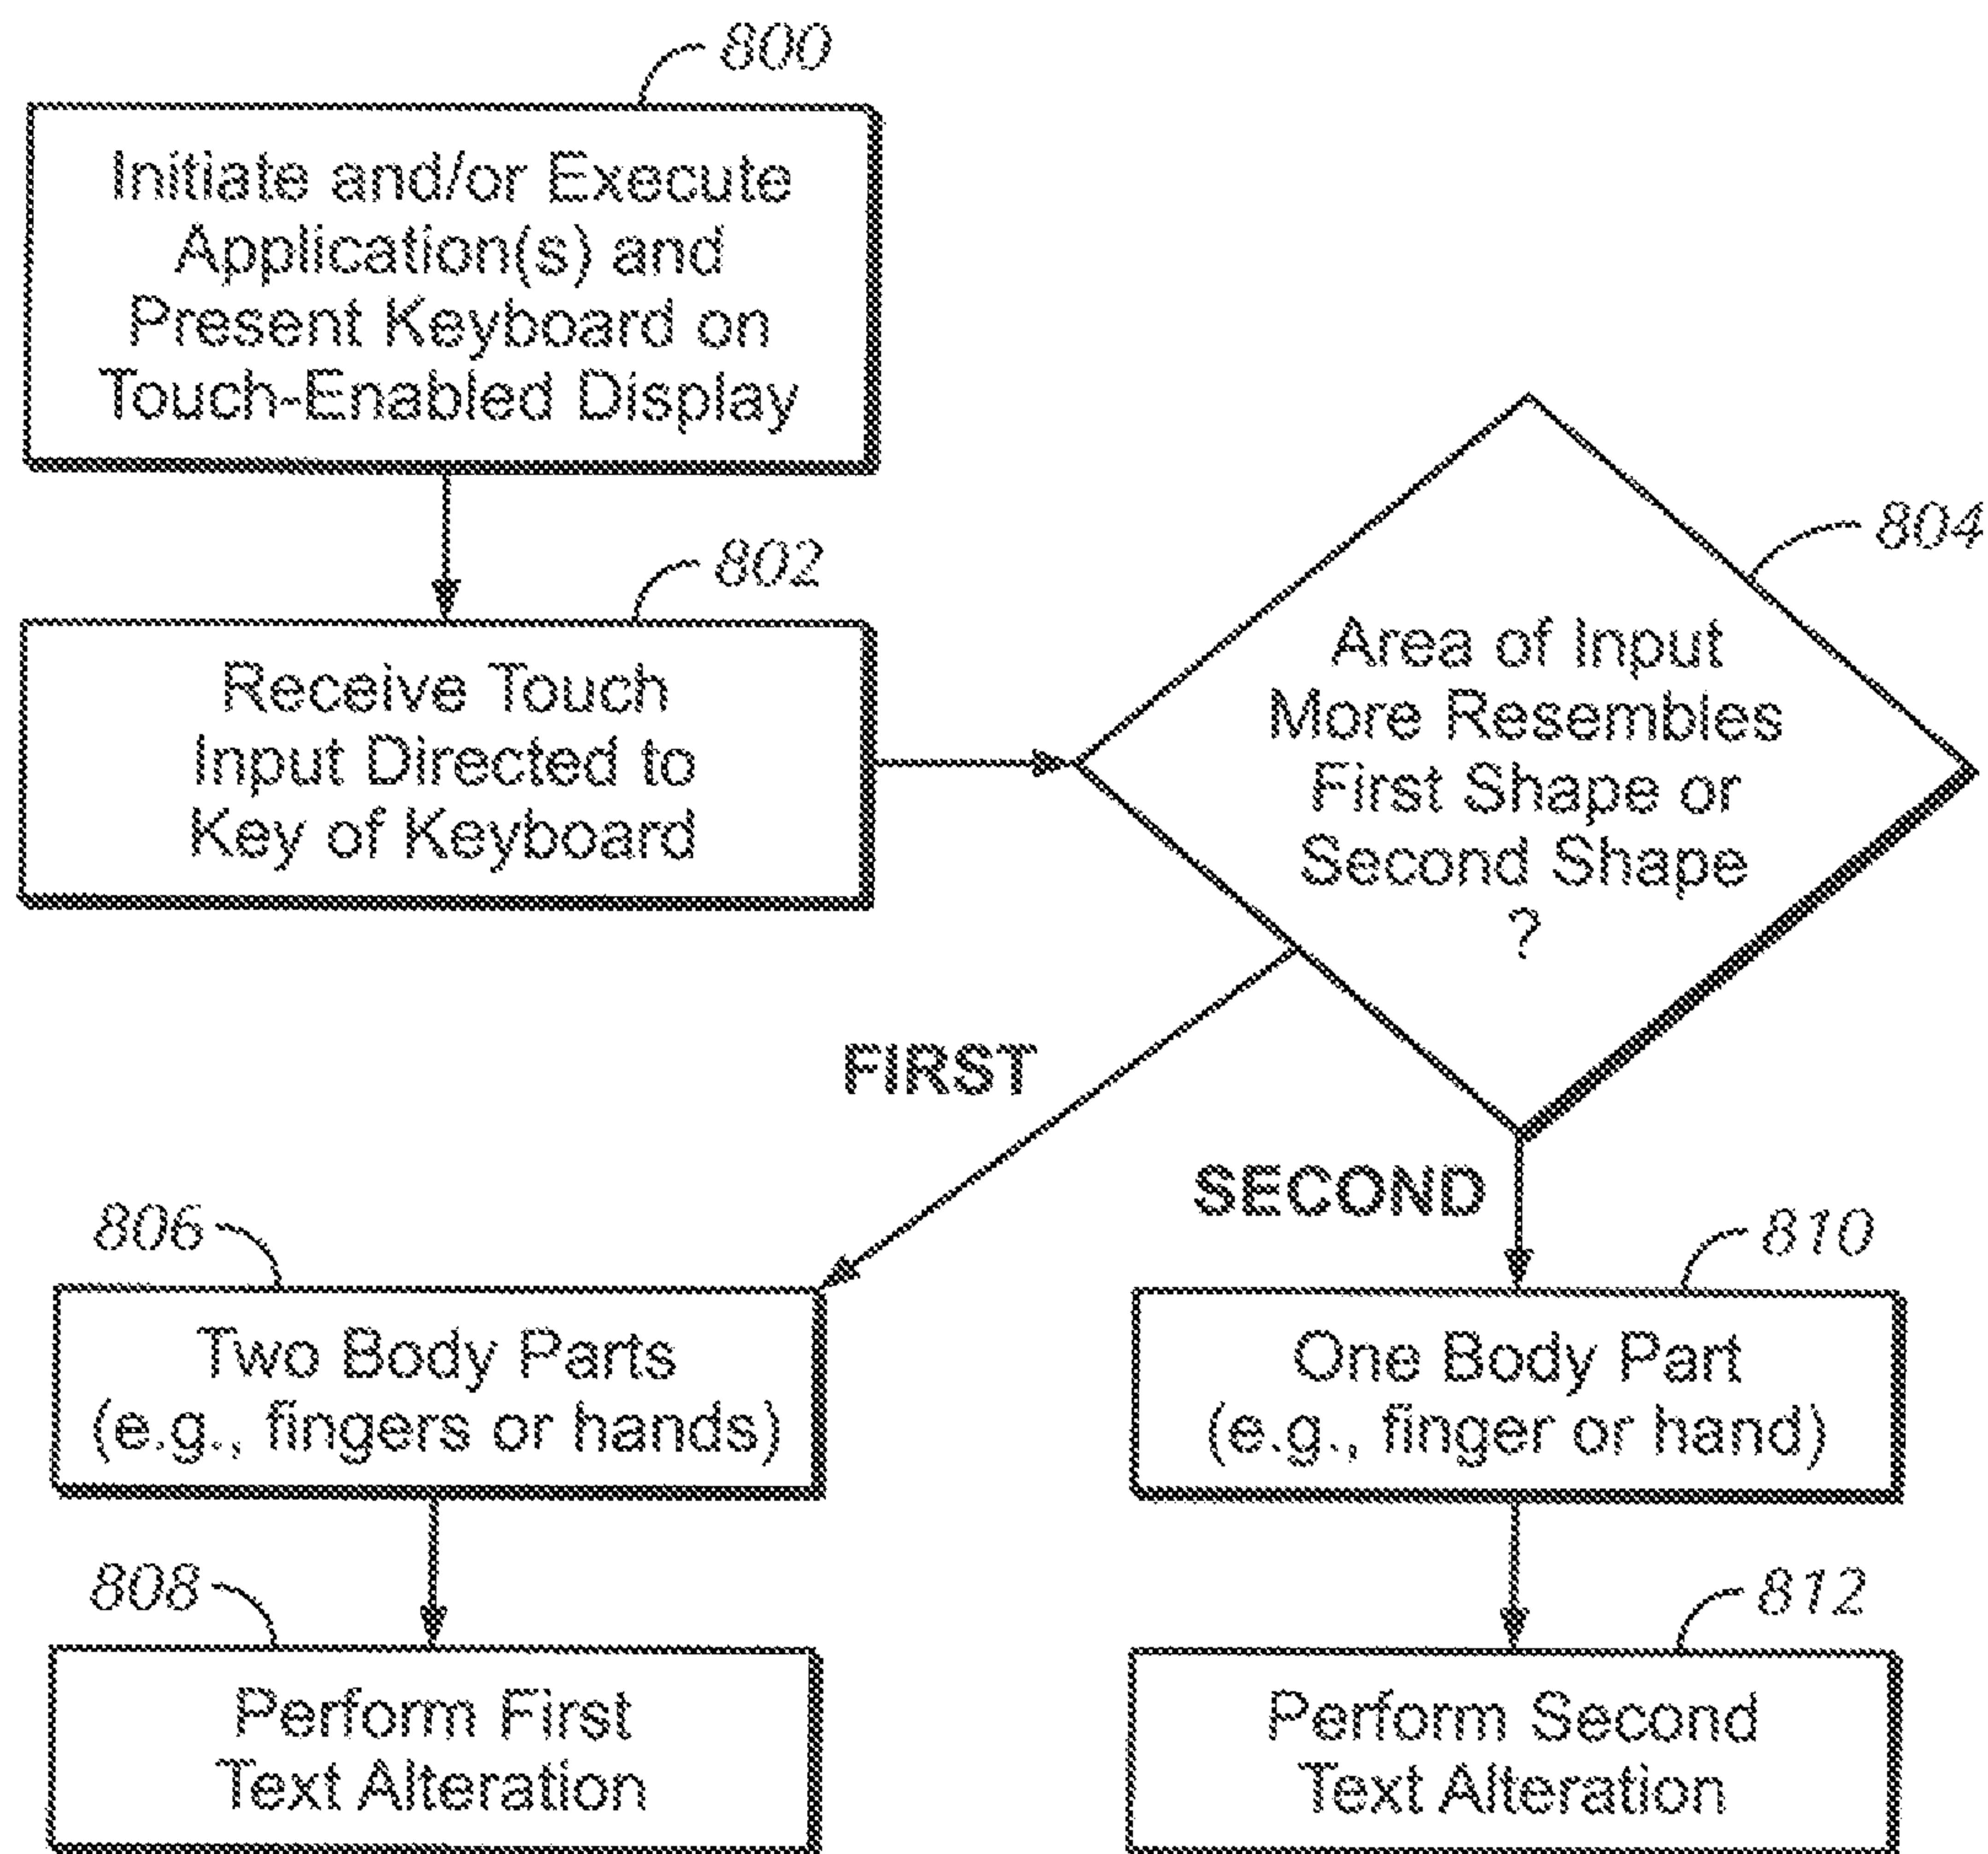 800
Initiate and/or Execute
Application(s) and
Present Keyboard on
Touch-Enabled Display
802
Receive Touch
Input Directed to
Key of Keyboard
804
Area of Input
More Resembles
First Shape or
Second Shape
?
FIRST
SECOND
806
Two Body Parts
(e.g., fingers or hands)
810
One Body Part
(e.g., finger or hand)
808
Perform First
Text Alteration
812
Perform Second
Text Alteration